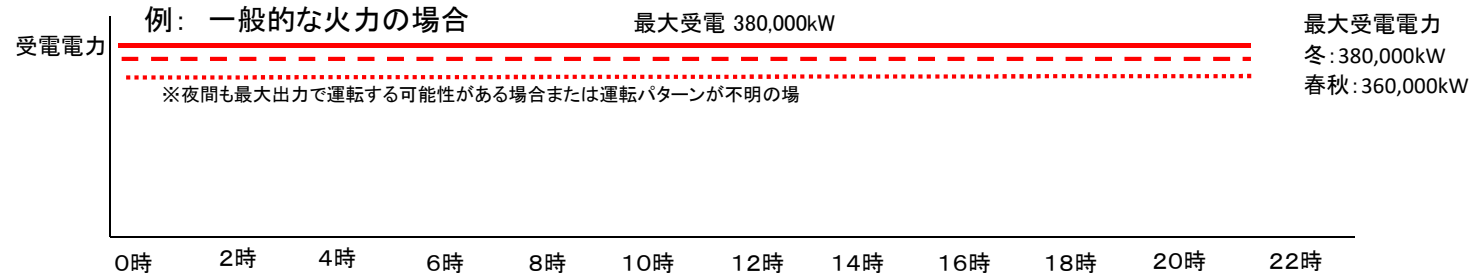 例： 一般的な火力の場合
最大受電 380,000kW
最大受電電力
冬：380,000kW
春秋：360,000kW
受電電力
※夜間も最大出力で運転する可能性がある場合または運転パターンが不明の場
0時 2時 4時 6時 8時 10時 12時 14時 16時 18時 20時 22時